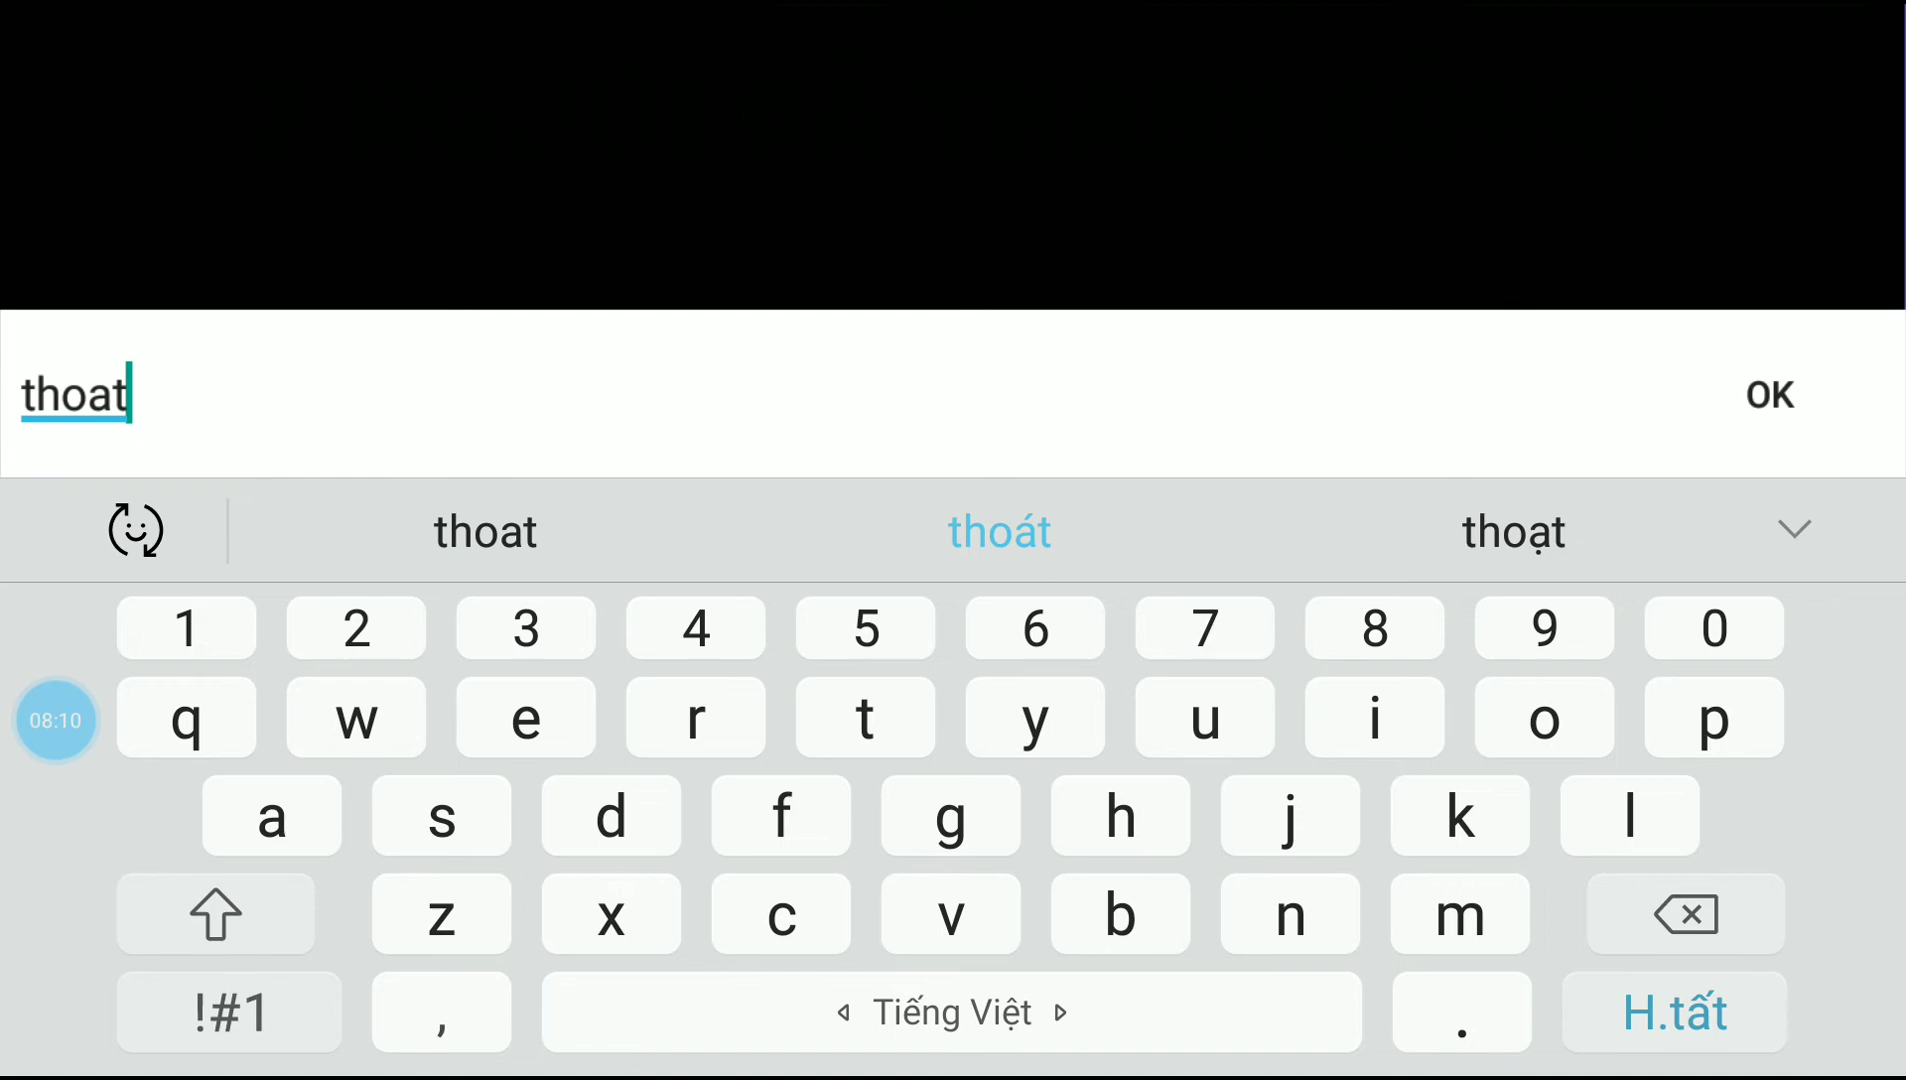 thoat
OK
thoat thoát thoạt
1 2 3 4 5 6 7 8 9 0
08:10
q w e r t y u i o p
a s d f g h j k l
z x c v b n m
!#1 , Tiếng Việt . H.tất